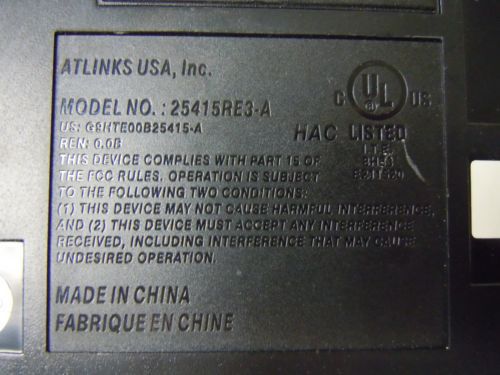 ATLINKS USA, Inc.
MODEL NO. : 25415RE3-A
US: G9HTE00B25415-A
REN: 0.0B
THIS DEVICE COMPLIES WITH PART 15 OF
THE FCC RULES. OPERATION IS SUBJECT
TO THE FOLLOWING TWO CONDITIONS:
(1) THIS DEVICE MAY NOT CAUSE HARMFUL INTERFERENCE,
AND (2) THIS DEVICE MUST ACCEPT ANY INTERFERENCE
RECEIVED, INCLUDING INTERFERENCE THAT MAY CAUSE
UNDESIRED OPERATION.
MADE IN CHINA
FABRIQUE EN CHINE
C UL US
®
HAC LISTED
I.T.E.